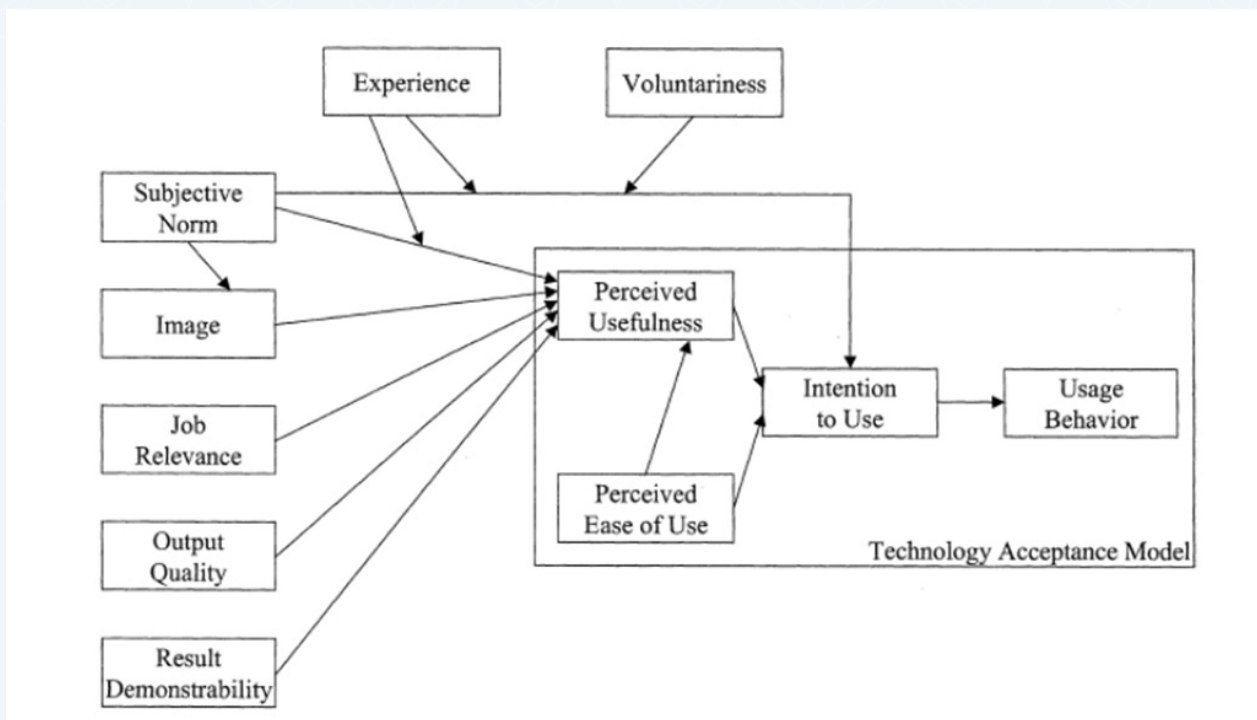 Experience
Voluntariness
Subjective
Norm
Image
Perceived
Usefulness
Intention
to Use
Usage
Behavior
Job
Relevance
Perceived
Ease of Use
Output
Quality
Technology Acceptance Model
Result
Demonstrability